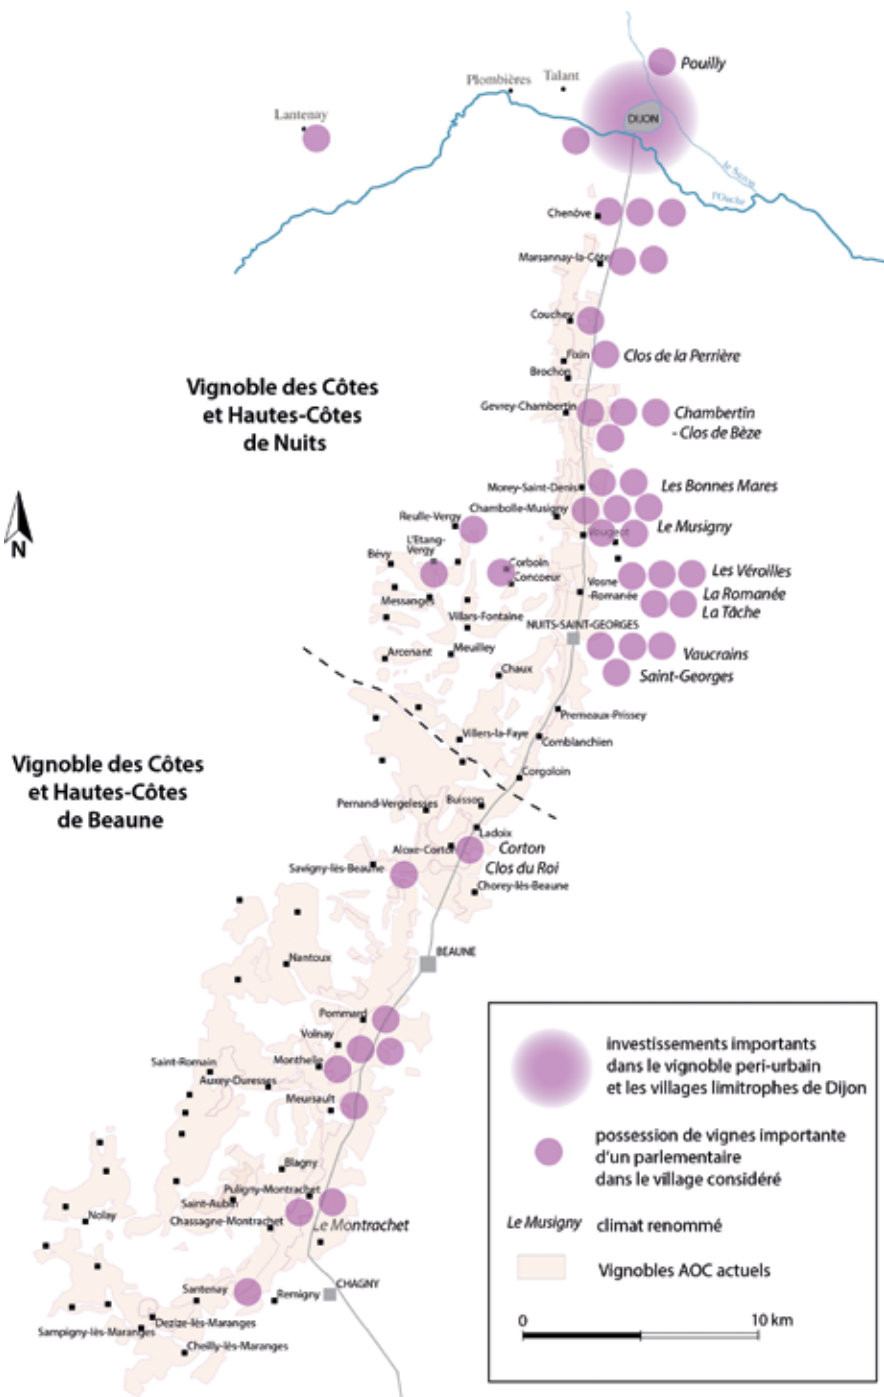 Pouilly
Plombières
Talant
Lantenay
DIJON
le Suzon
l'Ouche
Chenôve
Marsannay-la-Côte
Couchey
Fixin
Clos de la Perrière
Brochon
Vignoble des Côtes
et Hautes-Côtes
de Nuits
Gevrey-Chambertin
Chambertin
- Clos de Bèze
Morey-Saint-Denis
Les Bonnes Mares
Chambolle-Musigny
Reulle-Vergy
Le Musigny
Vougeot
L'Etang-
Vergy
Bévy
Corboin
Concoeur
Les Véroilles
Vosne
-Romanée
La Romanée
La Tâche
Messanges
Villars-Fontaine
NUITS-SAINT-GEORGES
Arcenant
Meuilley
Vaucrains
Saint-Georges
Chaux
Premeaux-Prissey
Villers-la-Faye
Comblanchien
Vignoble des Côtes
et Hautes-Côtes
de Beaune
Corgoloin
Pernand-Vergelesses
Buisson
Ladoix
Aloxe-Corton
Corton
Clos du Roi
Savigny-lès-Beaune
Chorey-lès-Beaune
BEAUNE
Nantoux
Pommard
Volnay
Saint-Romain
Monthelie
Auxey-Duresses
Meursault
Blagny
Puligny-Montrachet
Saint-Aubin
Nolay
Chassagne-Montrachet
Le Montrachet
Santenay
Remigny
CHAGNY
Dezize-lès-Maranges
Sampigny-lès-Maranges
Cheilly-lès-Maranges
N
investissements importants
dans le vignoble peri-urbain
et les villages limitrophes de Dijon
possession de vignes importante
d'un parlementaire
dans le village considéré
Le Musigny climat renommé
Vignobles AOC actuels
0 10 km